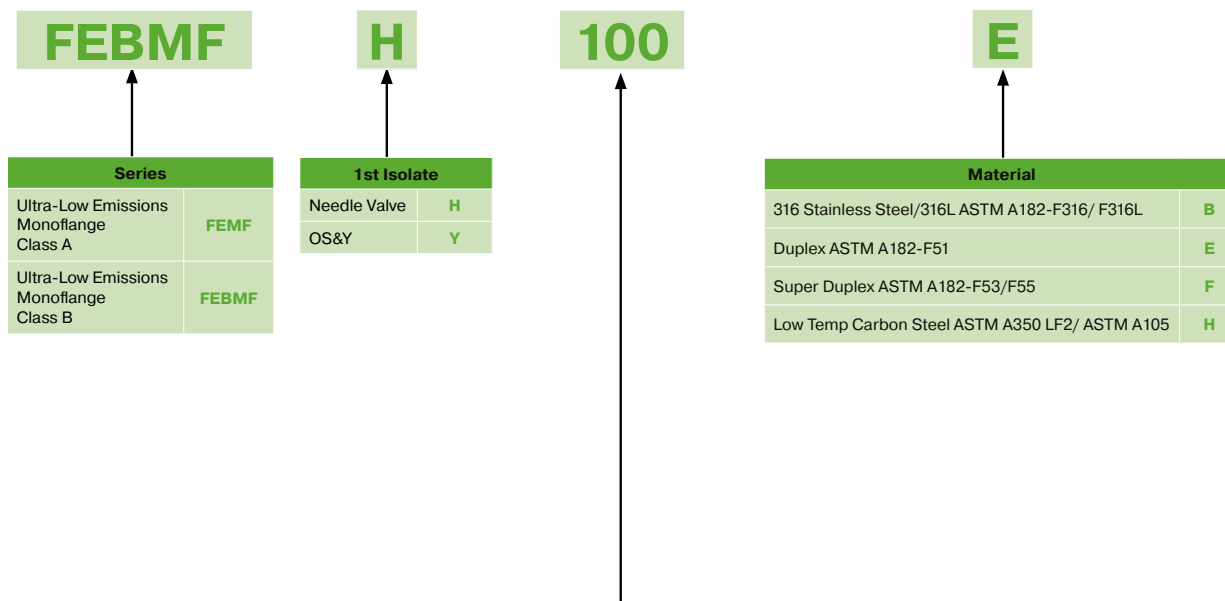 FEBMF H 100 E
Series
Ultra-Low Emissions
Monoflange
Class A
FEMF
Ultra-Low Emissions
Monoflange
Class B
FEBMF
1st Isolate
Needle Valve H
OS&Y Y
Material
316 Stainless Steel/316L ASTM A182-F316/ F316L B
Duplex ASTM A182-F51 E
Super Duplex ASTM A182-F53/F55 F
Low Temp Carbon Steel ASTM A350 LF2/ ASTM A105 H